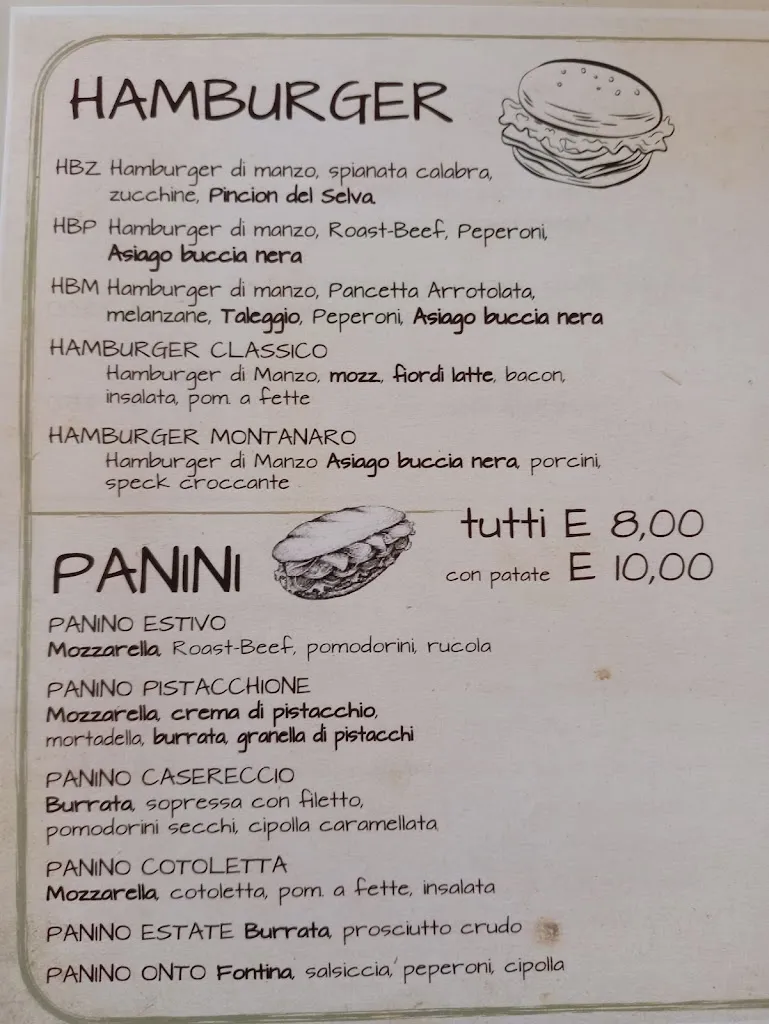 HAMBURGER
HBZ Hamburger di manzo, spianata calabra,
zucchine, Pincion del Selva.
HBP Hamburger di manzo, Roast-Beef, Peperoni,
Asiago buccia nera
HBM Hamburger di manzo, Pancetta Arrotolata,
melanzane, Taleggio, Peperoni, Asiago buccia nera
HAMBURGER CLASSICO
Hamburger di Manzo, mozz. fiordi latte, bacon,
insalata, pom. a fette
HAMBURGER MONTANARO
Hamburger di Manzo Asiago buccia nera, porcini,
speck croccante
tutti E 8,00
con patate E 10,00
PANINI
PANINO ESTIVO
Mozzarella, Roast-Beef, pomodorini, rucola
PANINO PISTACCHIONE
Mozzarella, crema di pistacchio,
mortadella, burrata, granella di pistacchi
PANINO CASERECCIO
Burrata, sopressa con filetto,
pomodorini secchi, cipolla caramellata
PANINO COTOLETTA
Mozzarella, cotoletta, pom. a fette, insalata
PANINO ESTATE Burrata, prosciutto crudo
PANINO ONTO Fontina, salsiccia, peperoni, cipolla